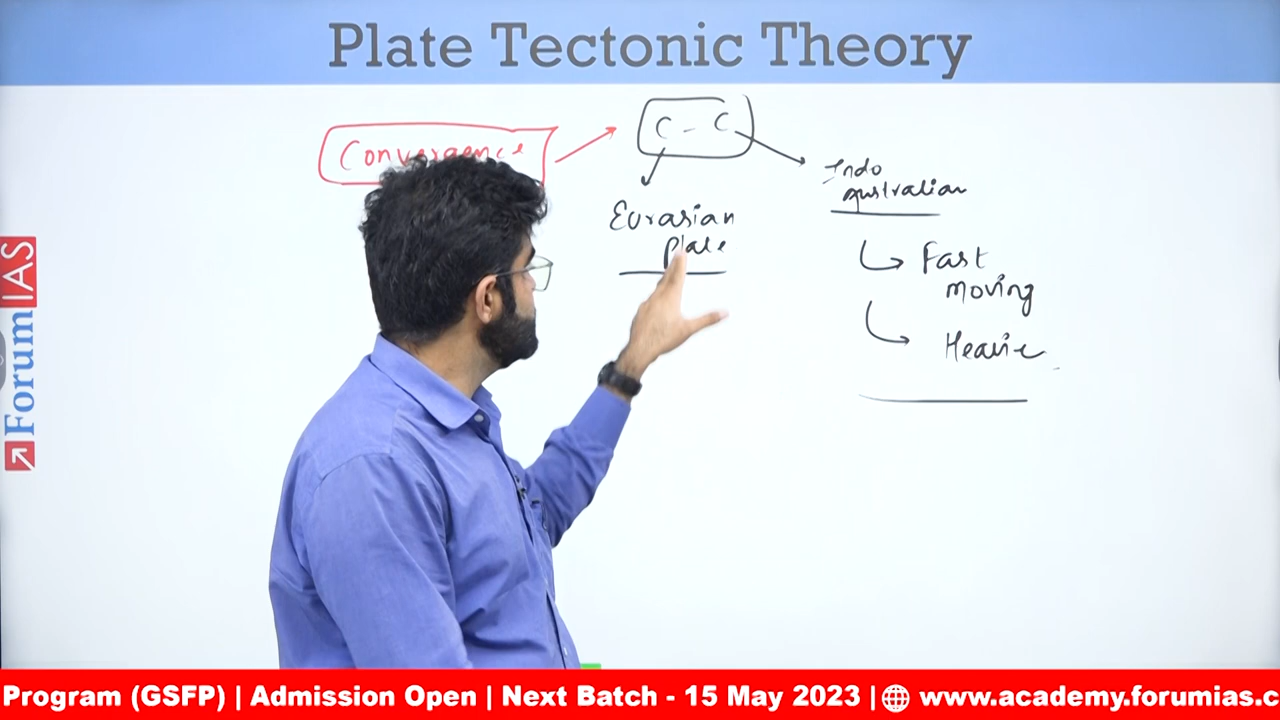 Plate Tectonic Theory
Convergence
C - C
Indo
australian
Eurasian
Plate
Fast
moving
Heavie
ForumIAS
Program (GSFP) | Admission Open | Next Batch - 15 May 2023 | www.academy.forumias.c